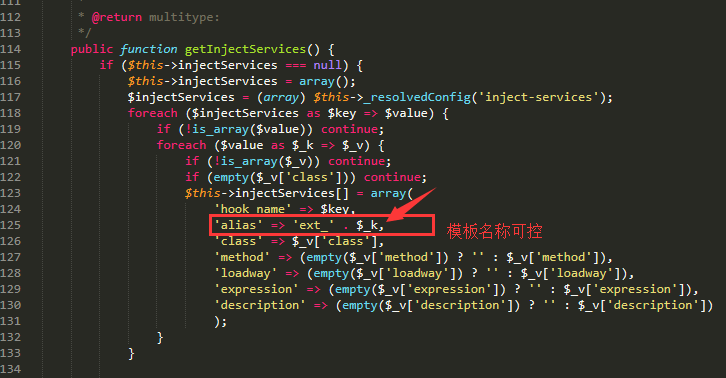 111 *
112 * @return multitype:
113 */
114 public function getInjectServices() {
115 if ($this->injectServices === null) {
116 $this->injectServices = array();
117 $injectServices = (array) $this->_resolvedConfig('inject-services');
118 foreach ($injectServices as $key => $value) {
119 if (!is_array($value)) continue;
120 foreach ($value as $_k => $_v) {
121 if (!is_array($_v)) continue;
122 if (empty($_v['class'])) continue;
123 $this->injectServices[] = array(
124 'hook_name' => $key,
125 'alias' => 'ext_' . $_k,
模板名称可控
126 'class' => $_v['class'],
127 'method' => (empty($_v['method']) ? '' : $_v['method']),
128 'loadway' => (empty($_v['loadway']) ? '' : $_v['loadway']),
129 'expression' => (empty($_v['expression']) ? '' : $_v['expression']),
130 'description' => (empty($_v['description']) ? '' : $_v['description'])
131 );
132 }
133 }
134